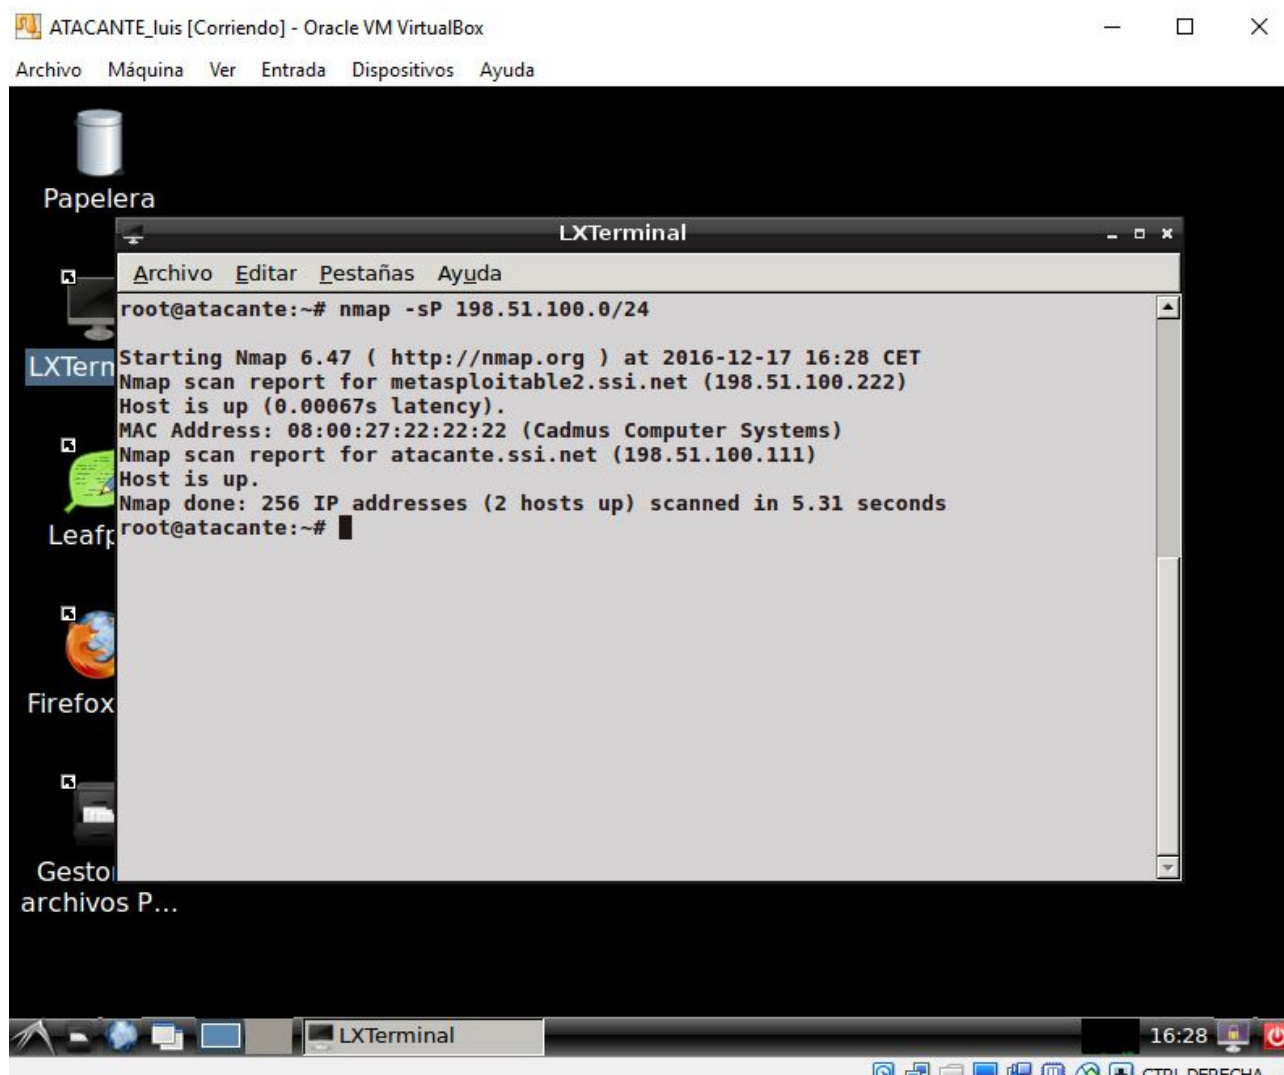 ATACANTE_luis [Corriendo] - Oracle VM VirtualBox
Archivo Máquina Ver Entrada Dispositivos Ayuda
Papelera
LXTerminal
Archivo Editar Pestañas Ayuda
root@atacante:~# nmap -sP 198.51.100.0/24
Starting Nmap 6.47 ( http://nmap.org ) at 2016-12-17 16:28 CET
Nmap scan report for metasploitable2.ssi.net (198.51.100.222)
Host is up (0.00067s latency).
MAC Address: 08:00:27:22:22:22 (Cadmus Computer Systems)
Nmap scan report for atacante.ssi.net (198.51.100.111)
Host is up.
Nmap done: 256 IP addresses (2 hosts up) scanned in 5.31 seconds
root@atacante:~#
LXTern
Leafp
Firefox
Gestor
archivos P...
LXTerminal
16:28
CTRL DERECHA